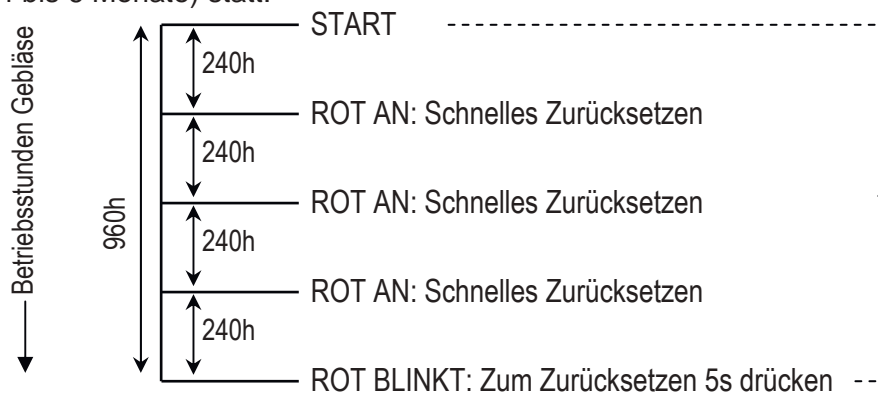 START
240h
ROT AN: Schnelles Zurücksetzen
240h
ROT AN: Schnelles Zurücksetzen
240h
ROT AN: Schnelles Zurücksetzen
240h
ROT BLINKT: Zum Zurücksetzen 5s drücken
960h
Betriebsstunden Gebläse